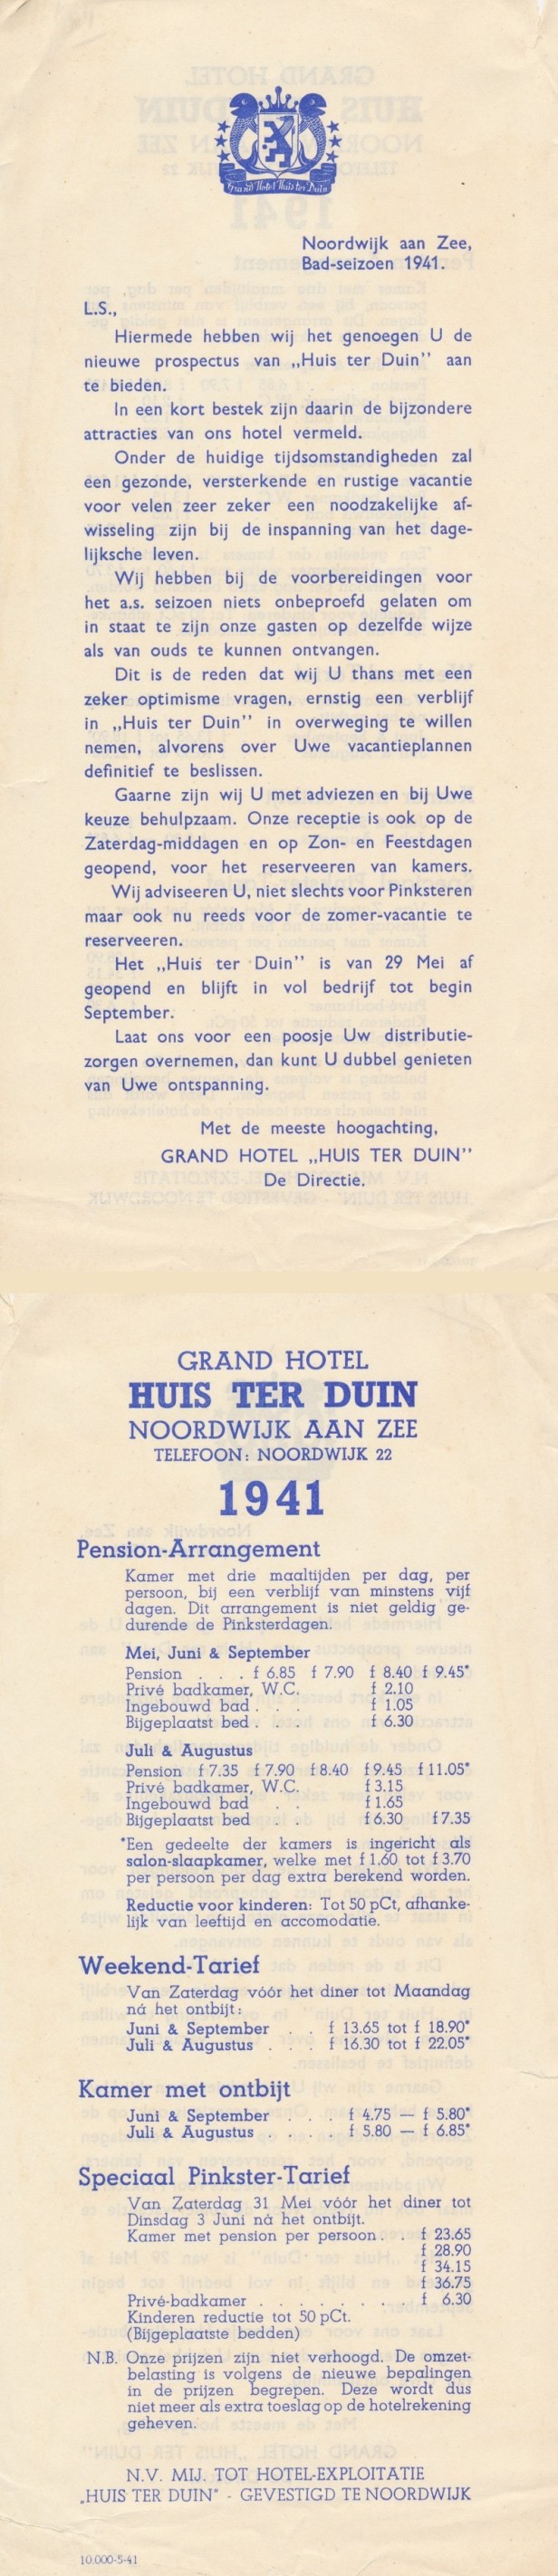 Grand Hotel Huis ter Duin
Noordwijk aan Zee,
Bad-seizoen 1941.
L.S.,
Hiermede hebben wij het genoegen U de
nieuwe prospectus van „Huis ter Duin” aan
te bieden.
In een kort bestek zijn daarin de bijzondere
attracties van ons hotel vermeld.
Onder de huidige tijdsomstandigheden zal
een gezonde, versterkende en rustige vacantie
voor velen zeer zeker een noodzakelijke af-
wisseling zijn bij de inspanning van het dage-
lijksche leven.
Wij hebben bij de voorbereidingen voor
het a.s. seizoen niets onbeproefd gelaten om
in staat te zijn onze gasten op dezelfde wijze
als van ouds te kunnen ontvangen.
Dit is de reden dat wij U thans met een
zeker optimisme vragen, ernstig een verblijf
in „Huis ter Duin” in overweging te willen
nemen, alvorens over Uwe vacantieplannen
definitief te beslissen.
Gaarne zijn wij U met adviezen en bij Uwe
keuze behulpzaam. Onze receptie is ook op de
Zaterdag-middagen en op Zon- en Feestdagen
geopend, voor het reserveeren van kamers.
Wij adviseeren U, niet slechts voor Pinksteren
maar ook nu reeds voor de zomer-vacantie te
reserveeren.
Het „Huis ter Duin” is van 29 Mei af
geopend en blijft in vol bedrijf tot begin
September.
Laat ons voor een poosje Uw distributie-
zorgen overnemen, dan kunt U dubbel genieten
van Uwe ontspanning.
Met de meeste hoogachting,
GRAND HOTEL „HUIS TER DUIN”
De Directie.
GRAND HOTEL
HUIS TER DUIN
NOORDWIJK AAN ZEE
TELEFOON: NOORDWIJK 22
1941
Pension-Arrangement
Kamer met drie maaltijden per dag, per
persoon, bij een verblijf van minstens vijf
dagen. Dit arrangement is niet geldig ge-
durende de Pinksterdagen.
Mei, Juni & September
Pension . . . f 6.85 f 7.90 f 8.40 f 9.45*
Privé badkamer, W.C. f 2.10
Ingebouwd bad . . . f 1.05
Bijgeplaatst bed . . . f 6.30
Juli & Augustus
Pension f 7.35 f 7.90 f 8.40 f 9.45 f 11.05*
Privé badkamer, W.C. f 3.15
Ingebouwd bad . . f 1.65
Bijgeplaatst bed . . f 6.30 f 7.35
*Een gedeelte der kamers is ingericht als
salon-slaapkamer, welke met f 1.60 tot f 3.70
per persoon per dag extra berekend worden.
Reductie voor kinderen: Tot 50 pCt, afhanke-
lijk van leeftijd en accomodatie.
Weekend-Tarief
Van Zaterdag vóór het diner tot Maandag
ná het ontbijt:
Juni & September f 13.65 tot f 18.90*
Juli & Augustus . . . f 16.30 tot f 22.05*
Kamer met ontbijt
Juni & September . . . f 4.75 — f 5.80*
Juli & Augustus . . . . f 5.80 — f 6.85*
Speciaal Pinkster-Tarief
Van Zaterdag 31 Mei vóór het diner tot
Dinsdag 3 Juni ná het ontbijt.
Kamer met pension per persoon . . f 23.65
f 28.90
f 34.15
f 36.75
Privé-badkamer . . . . . . . . f 6.30
Kinderen reductie tot 50 pCt.
(Bijgeplaatste bedden)
N.B. Onze prijzen zijn niet verhoogd. De omzet-
belasting is volgens de nieuwe bepalingen
in de prijzen begrepen. Deze wordt dus
niet meer als extra toeslag op de hotelrekening
geheven.
N.V. MIJ. TOT HOTEL-EXPLOITATIE
„HUIS TER DUIN” - GEVESTIGD TE NOORDWIJK
10.000-5-41